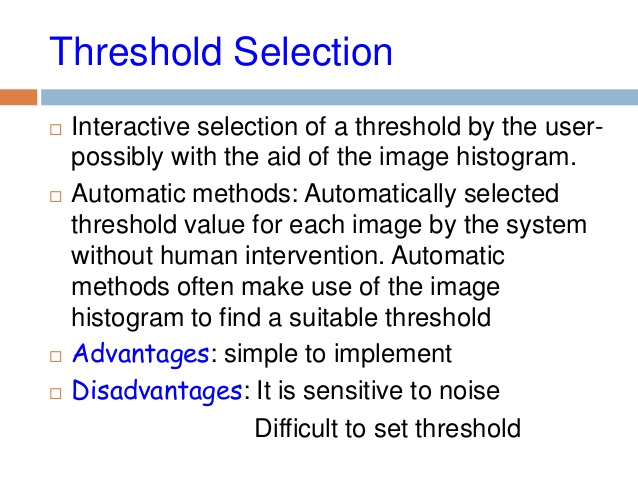 Threshold Selection
Interactive selection of a threshold by the user-
possibly with the aid of the image histogram.
Automatic methods: Automatically selected
threshold value for each image by the system
without human intervention. Automatic
methods often make use of the image
histogram to find a suitable threshold
Advantages: simple to implement
Disadvantages: It is sensitive to noise
Difficult to set threshold